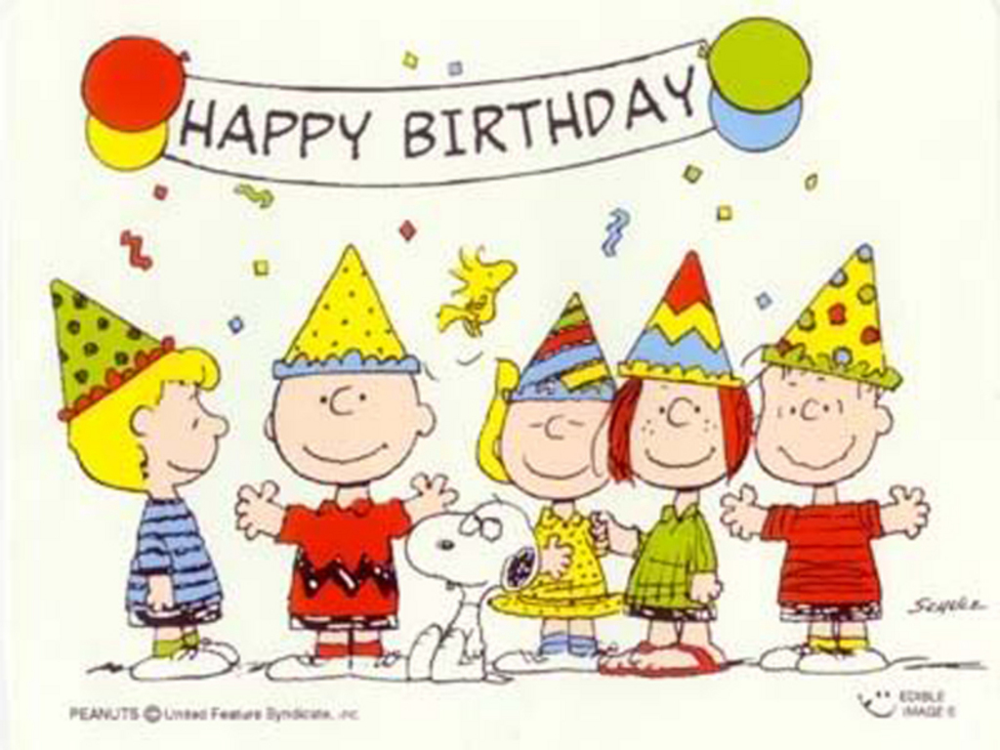 HAPPY BIRTHDAY
Schulz
PEANUTS © United Feature Syndicate, INC.
EDIBLE
IMAGE ®